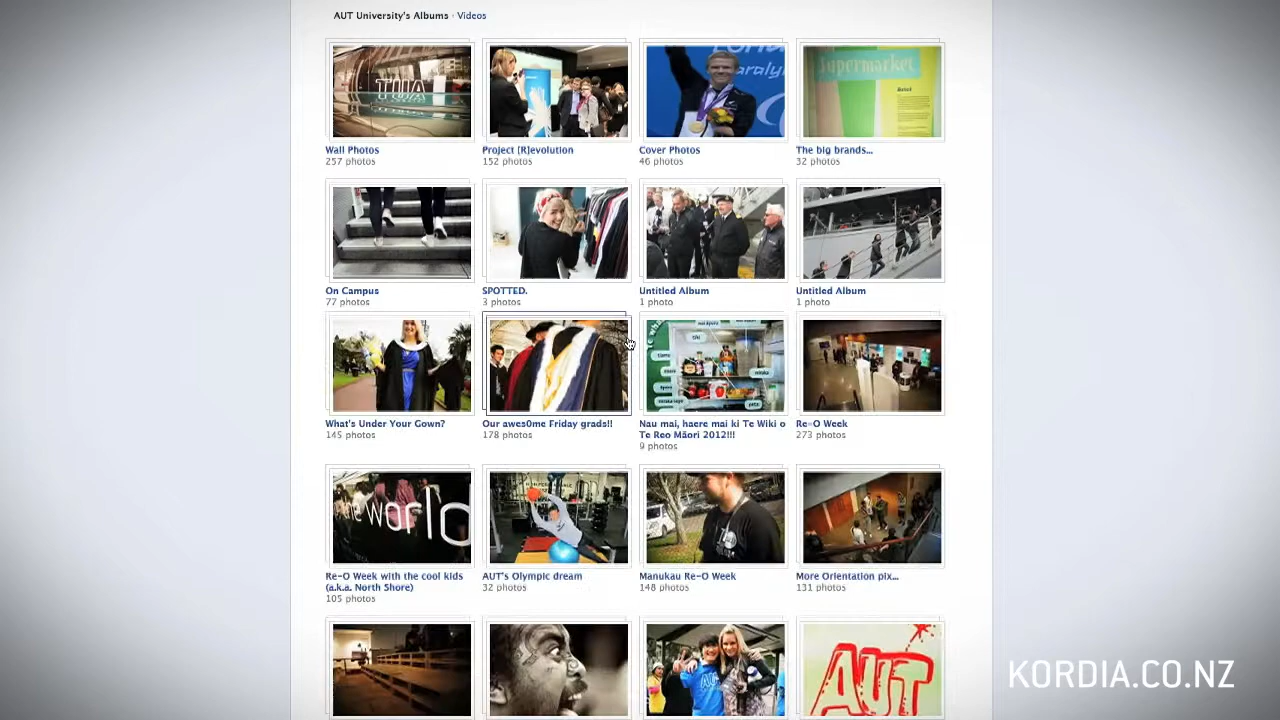 AUT University's Albums · Videos
AUT
Supermarket
Wall Photos
257 photos
Project [R]evolution
152 photos
Cover Photos
46 photos
The big brands...
32 photos
On Campus
77 photos
SPOTTED.
3 photos
Untitled Album
1 photo
Untitled Album
1 photo
What's Under Your Gown?
145 photos
Our awes0me Friday grads!!
178 photos
Nau mai, haere mai ki Te Wiki o
Te Reo Māori 2012!!!
9 photos
Re-O Week
273 photos
world
Re-O Week with the cool kids
(a.k.a. North Shore)
105 photos
AUT's Olympic dream
32 photos
Manukau Re-O Week
148 photos
More Orientation pix...
131 photos
AUT
KORDIA.CO.NZ